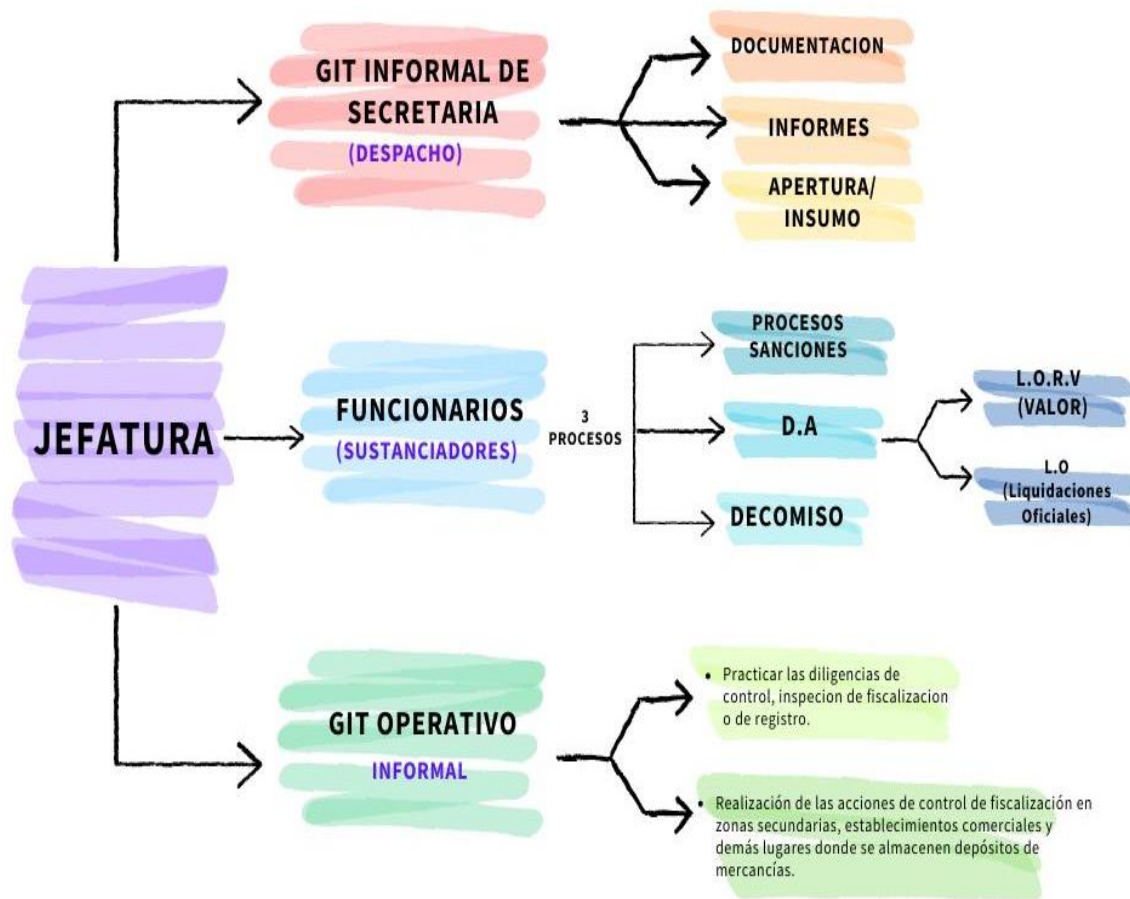 GIT INFORMAL DE
SECRETARIA
(DESPACHO)
DOCUMENTACION
INFORMES
APERTURA/
INSUMO
JEFATURA
FUNCIONARIOS
(SUSTANCIADORES)
3
PROCESOS
PROCESOS
SANCIONES
D.A
DECOMISO
L.O.R.V
(VALOR)
L.O
(Liquidaciones
Oficiales)
GIT OPERATIVO
INFORMAL
• Practicar las diligencias de
control, inspecion de fiscalizacion
o de registro.
• Realización de las acciones de control de fiscalización en
zonas secundarias, establecimientos comerciales y
demás lugares donde se almacenen depósitos de
mercancías.